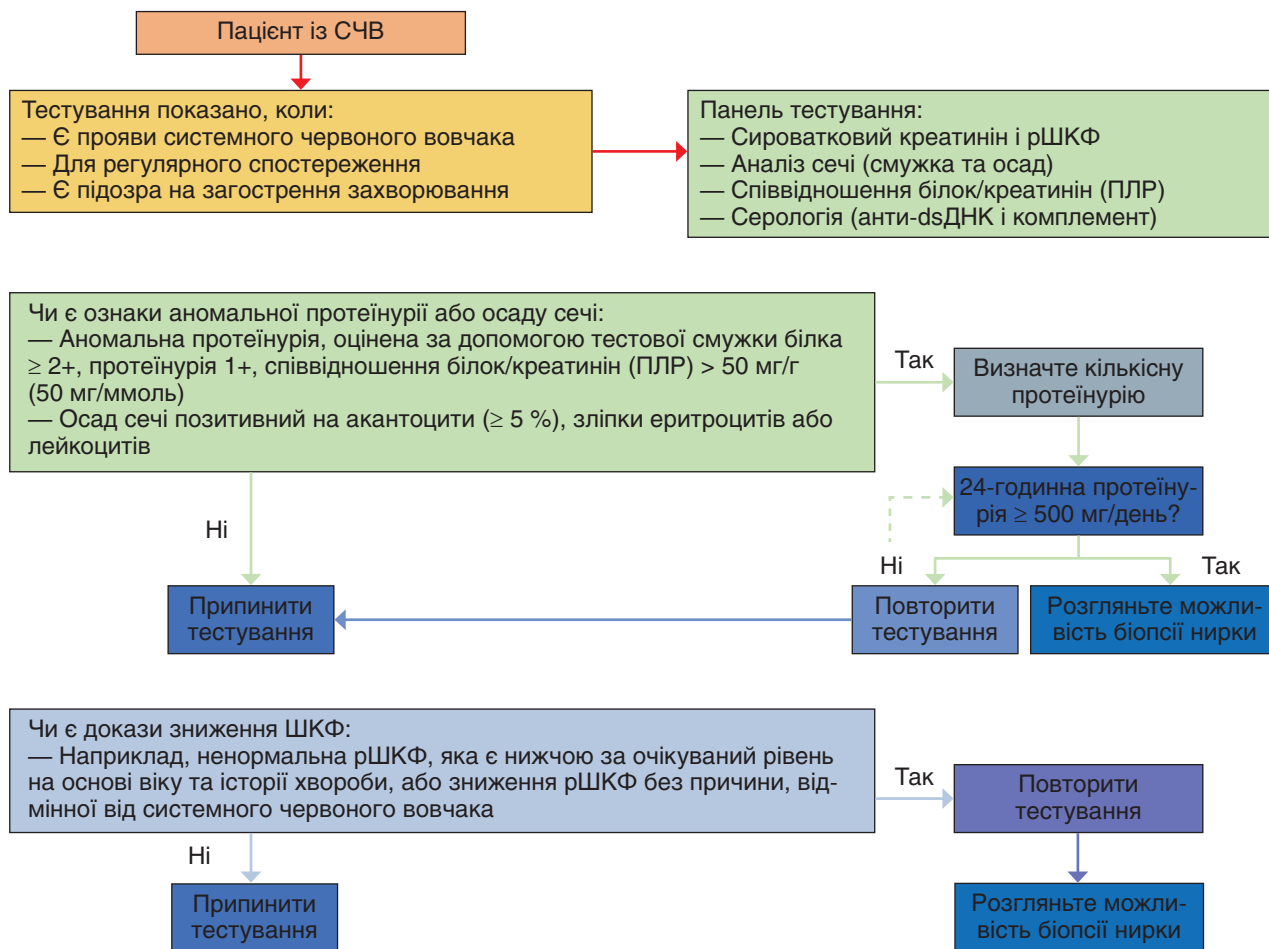 Пацієнт із СЧВ
Тестування показано, коли:
— Є прояви системного червоного вовчака
— Для регулярного спостереження
— Є підозра на загострення захворювання
Панель тестування:
— Сироватковий креатинін і рШКФ
— Аналіз сечі (смужка та осад)
— Співвідношення білок/креатинін (ПЛР)
— Серологія (анти-dsДНК і комплемент)
Чи є ознаки аномальної протеїнурії або осаду сечі:
— Аномальна протеїнурія, оцінена за допомогою тестової смужки білка
≥ 2+, протеїнурія 1+, співвідношення білок/креатинін (ПЛР) > 50 мг/г
(50 мг/ммоль)
— Осад сечі позитивний на акантоцити (≥ 5 %), зліпки еритроцитів або
лейкоцитів
Так
Визначте кількісну
протеїнурію
24-годинна протеїну-
рія ≥ 500 мг/день?
Ні
Ні
Так
Припинити
тестування
Повторити
тестування
Розгляньте можли-
вість біопсії нирки
Чи є докази зниження ШКФ:
— Наприклад, ненормальна рШКФ, яка є нижчою за очікуваний рівень
на основі віку та історії хвороби, або зниження рШКФ без причини, від-
мінної від системного червоного вовчака
Так
Повторити
тестування
Ні
Припинити
тестування
Розгляньте можли-
вість біопсії нирки